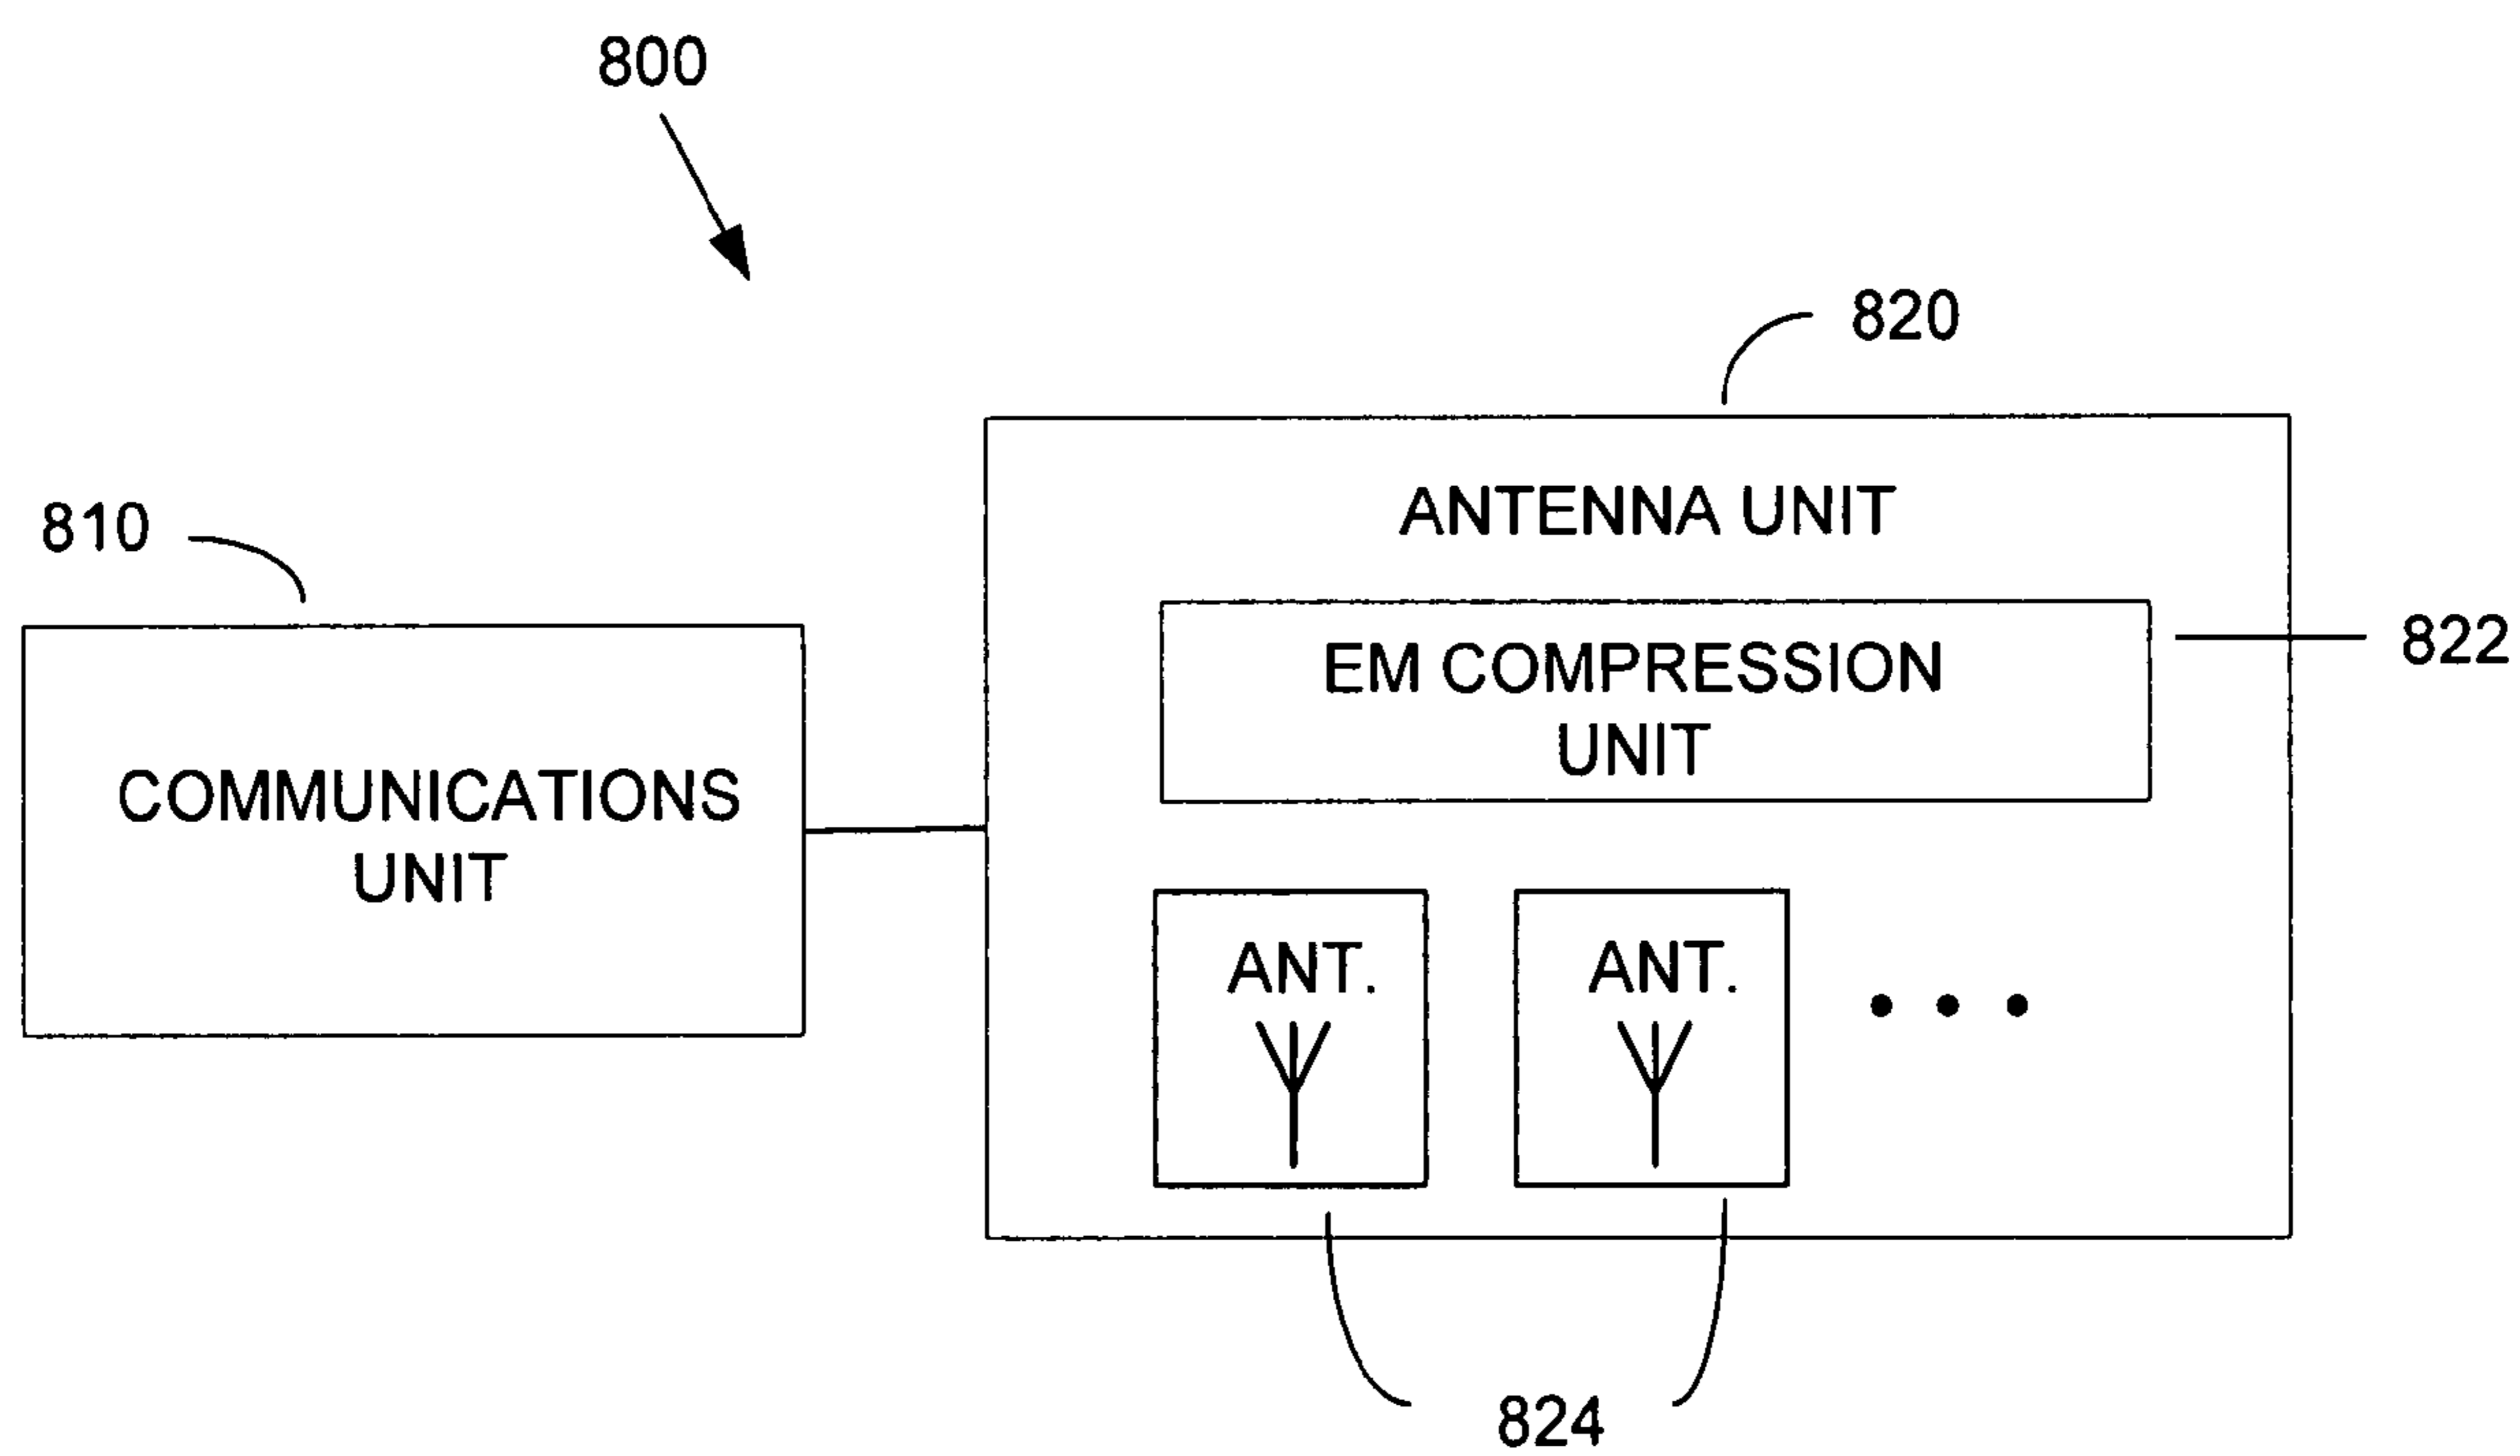 800
820
ANTENNA UNIT
810
EM COMPRESSION
UNIT
822
COMMUNICATIONS
UNIT
ANT.
ANT.
824